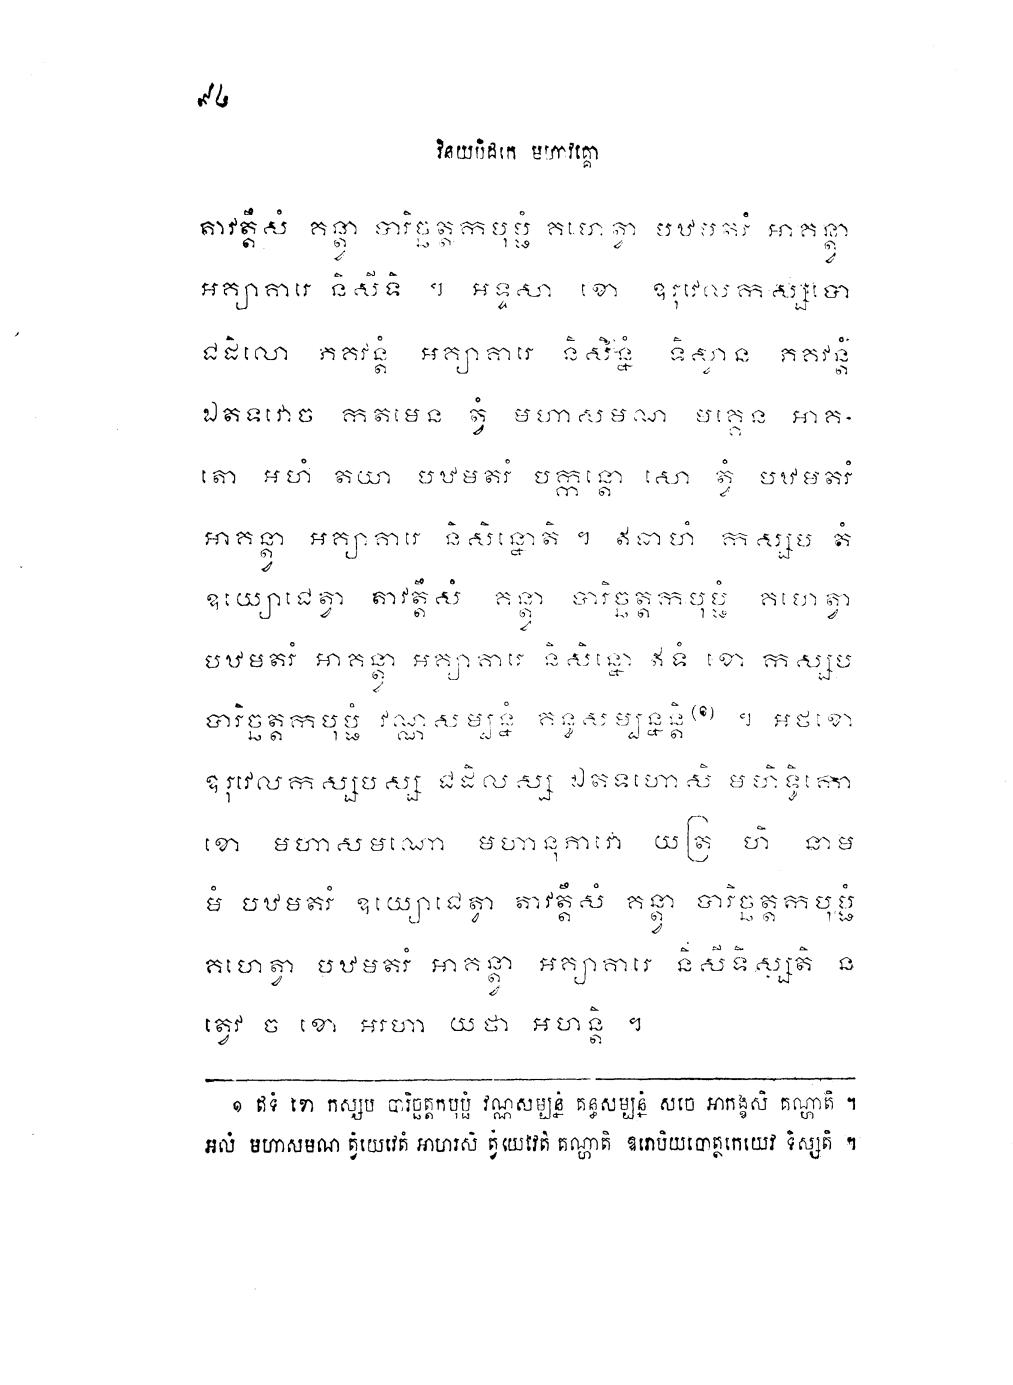 ៩៤
វិនយបិដកេ មហាវគ្គោ
តាវត្តឹសំ គន្ត្វា បារិច្ឆត្តកបុប្ផំ គហេត្វា បឋមតរំ អាគន្ត្វា
អគ្យាគារេ និសីទិ ។ អទ្ទសា ខោ ឧរុវេលកស្សបោ
ជដិលោ ភគវន្តំ អគ្យាគារេ និសិន្នំ ទិស្វាន ភគវន្តំ
ឯតទវោច កតមេន ត្វំ មហាសមណ មគ្គេន អាគ-
តោ អហំ តយា បឋមតរំ បក្កន្តោ សោ ត្វំ បឋមតរំ
អាគន្ត្វា អគ្យាគារេ និសិន្នោតិ ។ ឥធាហំ កស្សប តំ
ឧយ្យោជេត្វា តាវត្តឹសំ គន្ត្វា បារិច្ឆត្តកបុប្ផំ គហេត្វា
បឋមតរំ អាគន្ត្វា អគ្យាគារេ និសិន្នោ ឥទំ ខោ កស្សប
បារិច្ឆត្តកបុប្ផំ វណ្ណសម្បន្នំ គន្ធសម្បន្នន្តិ(១) ។ អថខោ
ឧរុវេលកស្សបស្ស ជដិលស្ស ឯតទហោសិ មហិទ្ធិកោ
ខោ មហាសមណោ មហានុភាវោ យត្រ ហិ នាម
មំ បឋមតរំ ឧយ្យោជេត្វា តាវត្តឹសំ គន្ត្វា បារិច្ឆត្តកបុប្ផំ
គហេត្វា បឋមតរំ អាគន្ត្វា អគ្យាគារេ និសីទិស្សតិ ន
ត្វេវ ច ខោ អរហា យថា អហន្តិ ។
១ ឥទំ ខោ កស្សប បារិច្ឆត្តកបុប្ផំ វណ្ណសម្បន្នំ គន្ធសម្បន្នំ សចេ អាកង្ខសិ គណ្ហាតិ ។
អលំ មហាសមណ ត្វំយេវេតំ អាហរសិ ត្វំយេវេតំ គណ្ហាតិ ឧរោបិយបោត្ថកេយេវ ទិស្សតិ ។